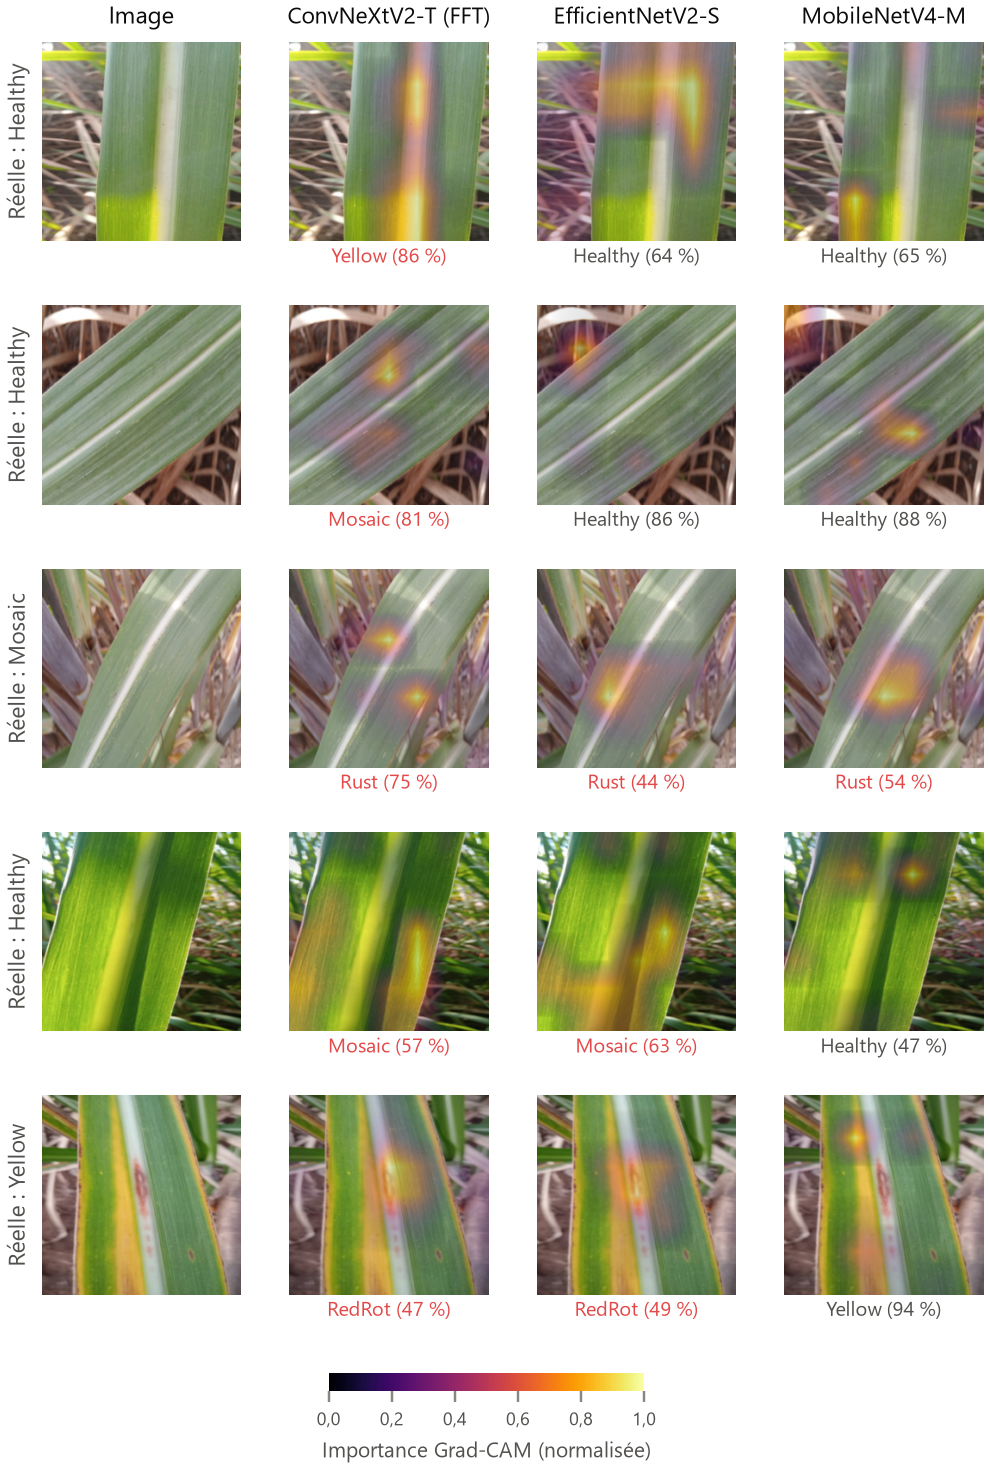 Image
ConvNeXtV2-T (FFT)
EfficientNetV2-S
MobileNetV4-M
Réelle : Healthy
Yellow (86 %)
Healthy (64 %)
Healthy (65 %)
Réelle : Healthy
Mosaic (81 %)
Healthy (86 %)
Healthy (88 %)
Réelle : Mosaic
Rust (75 %)
Rust (44 %)
Rust (54 %)
Réelle : Healthy
Mosaic (57 %)
Mosaic (63 %)
Healthy (47 %)
Réelle : Yellow
RedRot (47 %)
RedRot (49 %)
Yellow (94 %)
0,0
0,2
0,4
0,6
0,8
1,0
Importance Grad-CAM (normalisée)